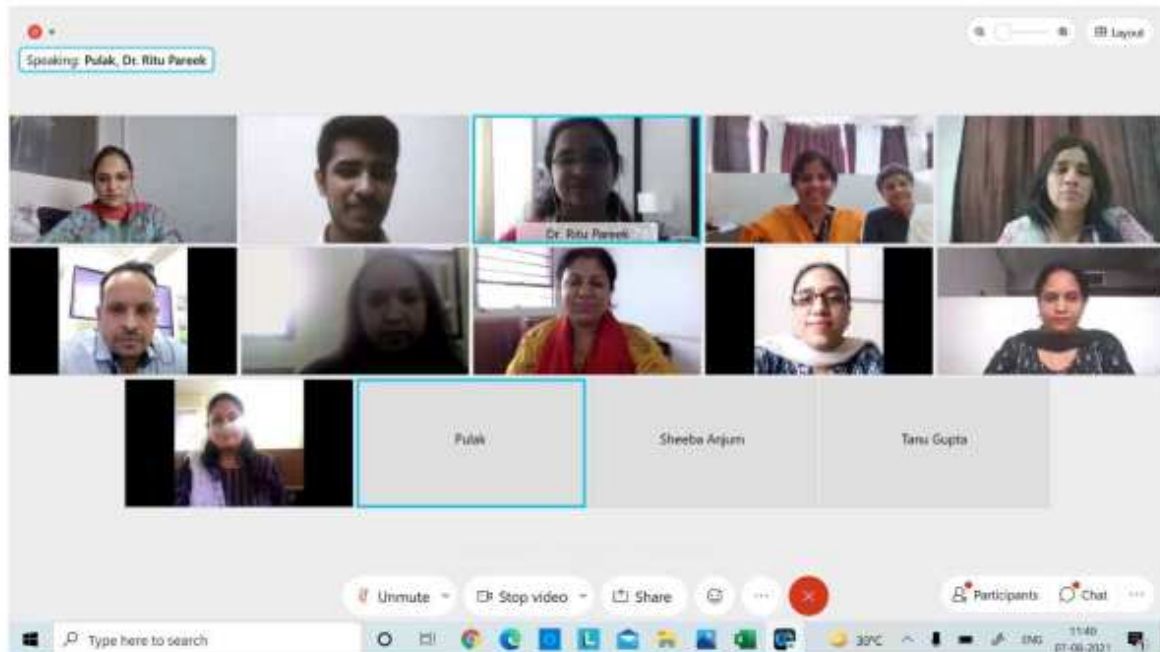 Layout
Speaking: Pulak, Dr. Ritu Pareek
Dr. Ritu Pareek
Pulak
Sheeba Anjum
Tanu Gupta
Unmute
Stop video
Share
Participants
Chat
Type here to search
30°C
ENG
11:40
07-08-2021